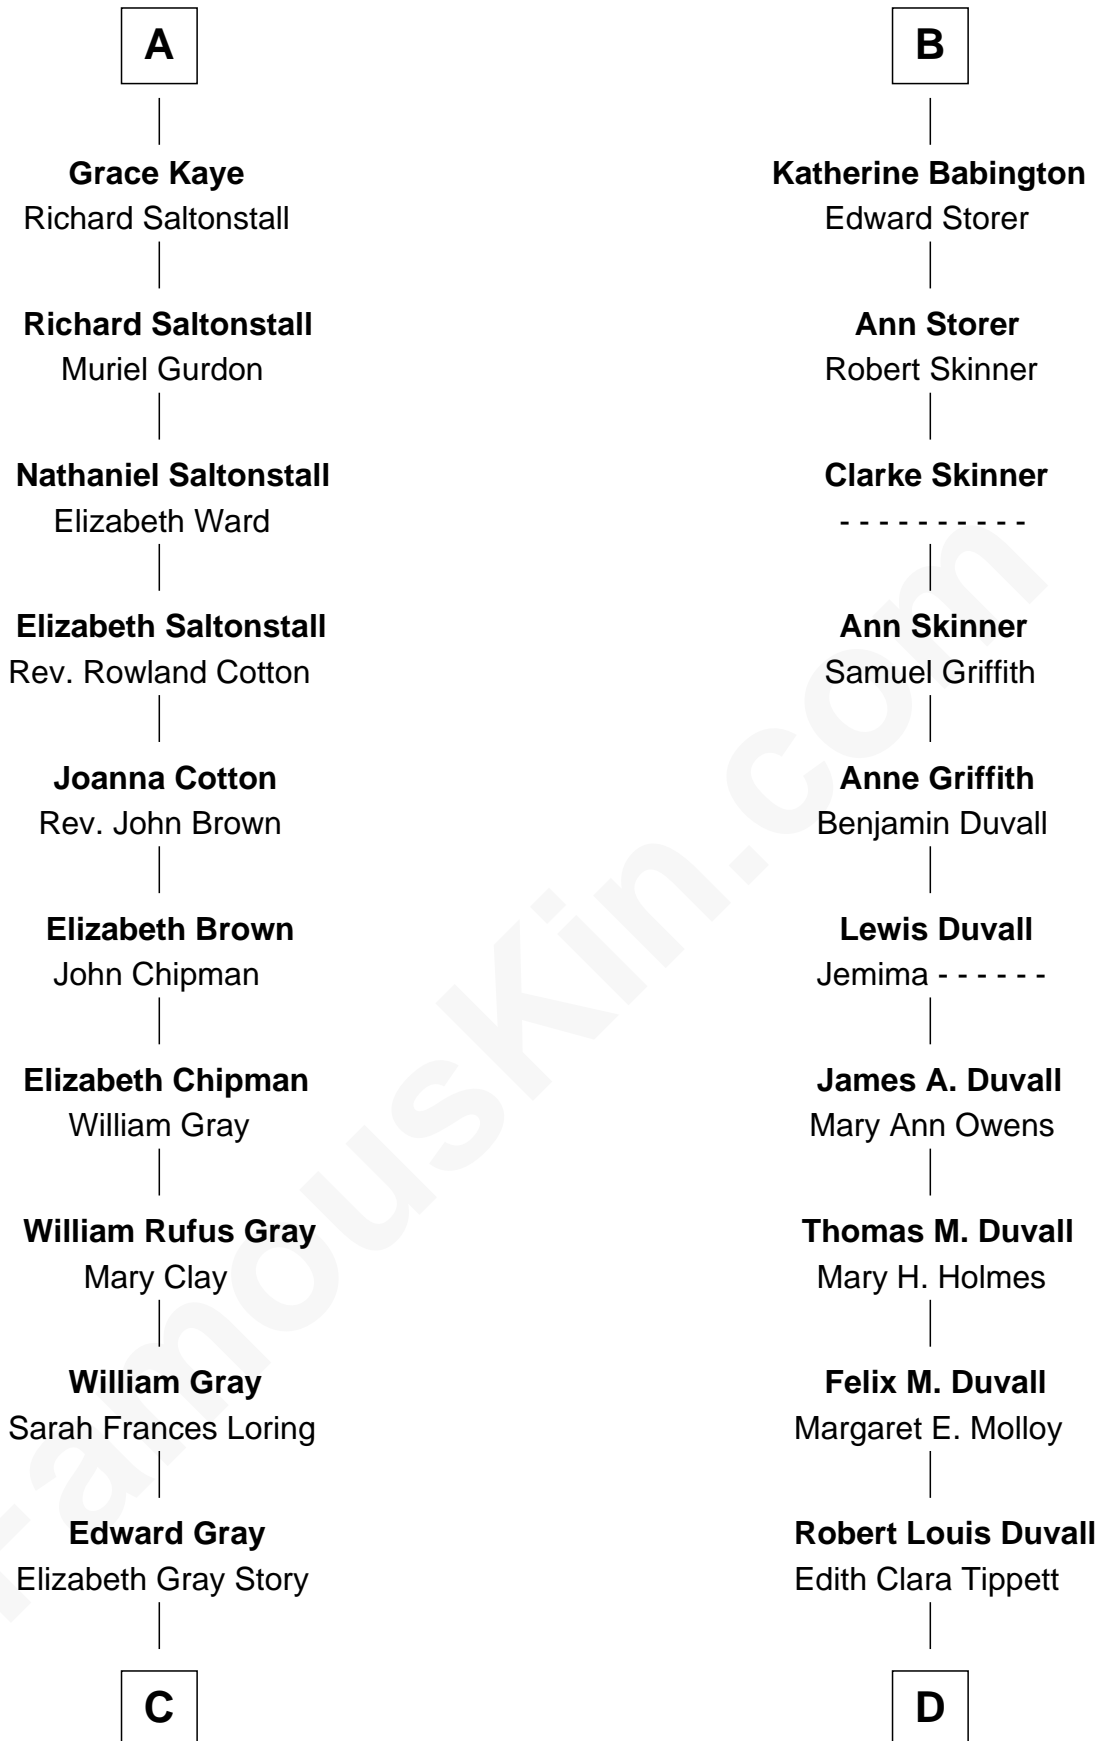 A
Grace Kaye
Richard Saltonstall
Richard Saltonstall
Muriel Gurdon
Nathaniel Saltonstall
Elizabeth Ward
Elizabeth Saltonstall
Rev. Rowland Cotton
Joanna Cotton
Rev. John Brown
Elizabeth Brown
John Chipman
Elizabeth Chipman
William Gray
William Rufus Gray
Mary Clay
William Gray
Sarah Frances Loring
Edward Gray
Elizabeth Gray Story
C
B
Katherine Babington
Edward Storer
Ann Storer
Robert Skinner
Clarke Skinner
- - - - - - - - - -
Ann Skinner
Samuel Griffith
Anne Griffith
Benjamin Duvall
Lewis Duvall
Jemima - - - - - -
James A. Duvall
Mary Ann Owens
Thomas M. Duvall
Mary H. Holmes
Felix M. Duvall
Margaret E. Molloy
Robert Louis Duvall
Edith Clara Tippett
D
FamousKin.com